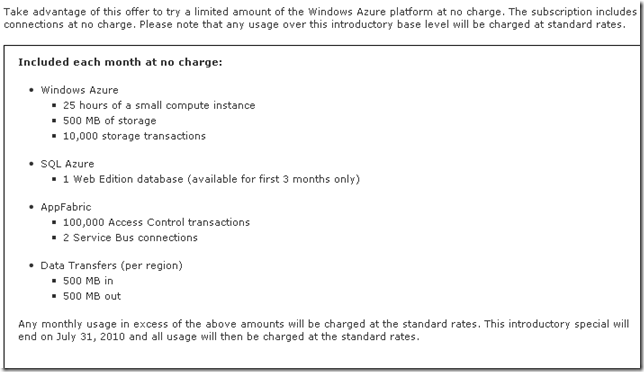 Take advantage of this offer to try a limited amount of the Windows Azure platform at no charge. The subscription includes
connections at no charge. Please note that any usage over this introductory base level will be charged at standard rates.
Included each month at no charge:
• Windows Azure
▪ 25 hours of a small compute instance
▪ 500 MB of storage
▪ 10,000 storage transactions
• SQL Azure
▪ 1 Web Edition database (available for first 3 months only)
• AppFabric
▪ 100,000 Access Control transactions
▪ 2 Service Bus connections
• Data Transfers (per region)
▪ 500 MB in
▪ 500 MB out
Any monthly usage in excess of the above amounts will be charged at the standard rates. This introductory special will
end on July 31, 2010 and all usage will then be charged at the standard rates.